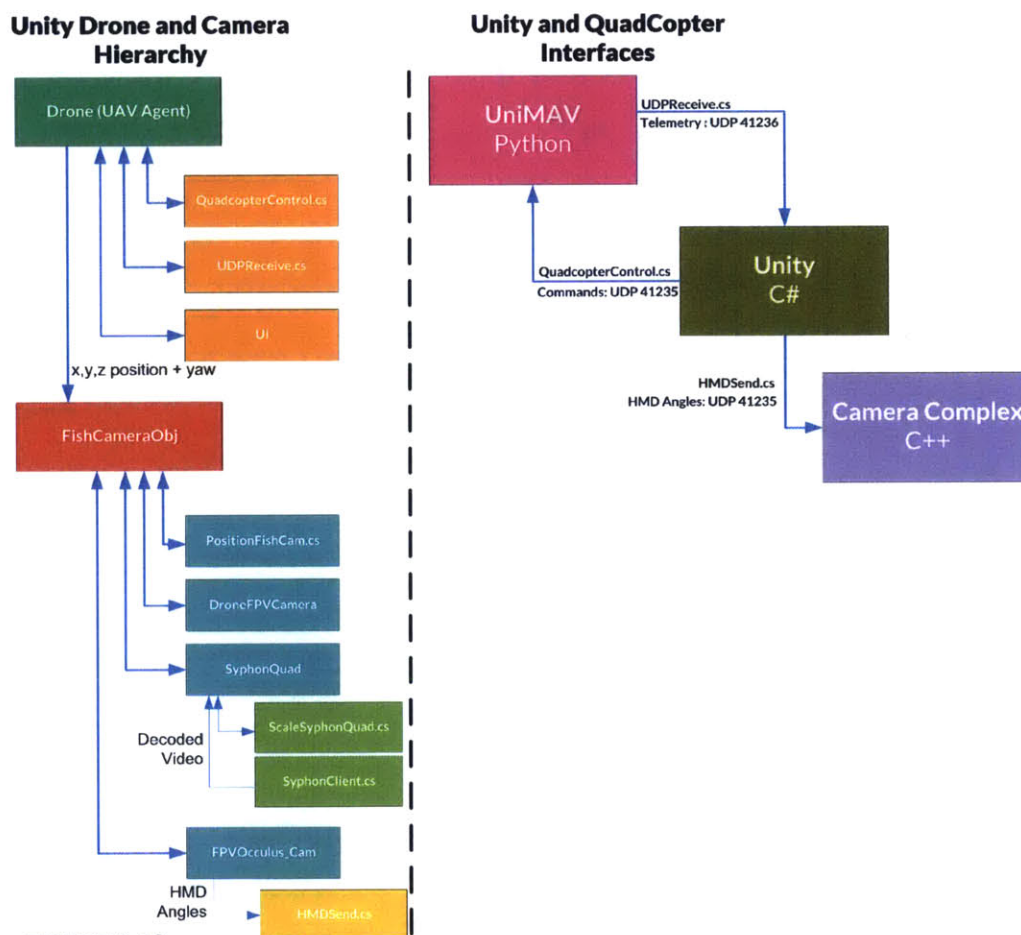 Unity Drone and Camera
Hierarchy
Drone (UAV Agent)
QuadcopterControl.cs
UDPReceive.cs
UI
x,y,z position + yaw
FishCameraObj
PositionFishCam.cs
DroneFPVCamera
SyphonQuad
ScaleSyphonQuad.cs
Decoded
Video
SyphonClient.cs
FPVOcculus_Cam
HMD
Angles
HMDSend.cs
Unity and QuadCopter
Interfaces
UniMAV
Python
UDPReceive.cs
Telemetry : UDP 41236
QuadcopterControl.cs
Commands: UDP 41235
Unity
C#
HMDSend.cs
HMD Angles: UDP 41235
Camera Complex
C++